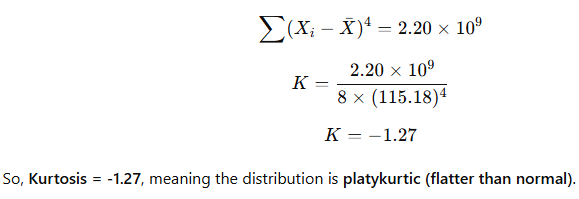 ∑(Xᵢ − X̄)⁴ = 2.20 × 10⁹
K = 2.20 × 10⁹ / 8 × (115.18)⁴
K = −1.27
So, Kurtosis = -1.27, meaning the distribution is platykurtic (flatter than normal).